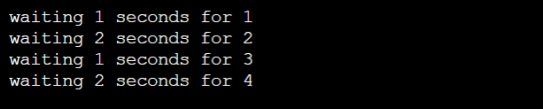 waiting 1 seconds for 1
waiting 2 seconds for 2
waiting 1 seconds for 3
waiting 2 seconds for 4